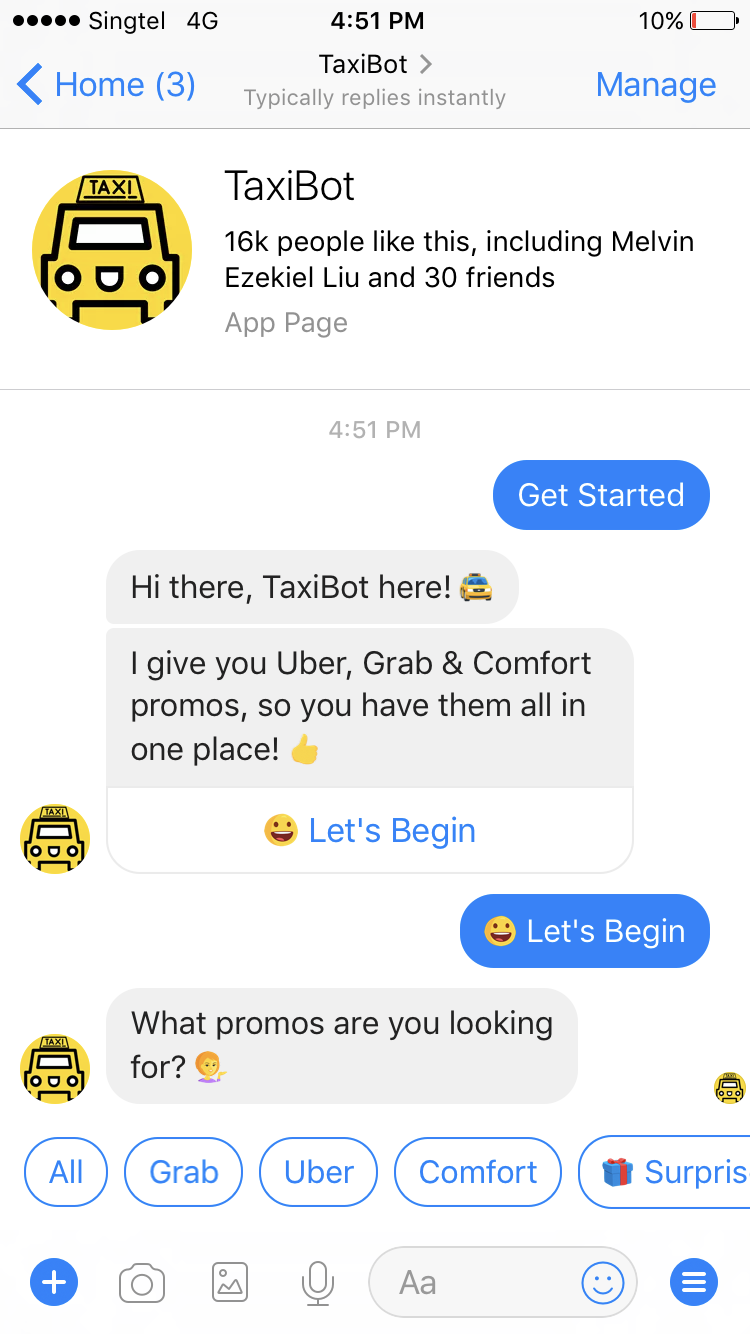 Singtel 4G 4:51 PM 10%
TaxiBot
Home (3) Manage
Typically replies instantly
TAXI
TaxiBot
16k people like this, including Melvin
Ezekiel Liu and 30 friends
App Page
4:51 PM
Get Started
Hi there, TaxiBot here! 🚖
I give you Uber, Grab & Comfort
promos, so you have them all in
one place! 👍
😀 Let's Begin
TAXI
😀 Let's Begin
What promos are you looking
for? 💁
TAXI
TAXI
All Grab Uber Comfort 🎁 Surpris
Aa